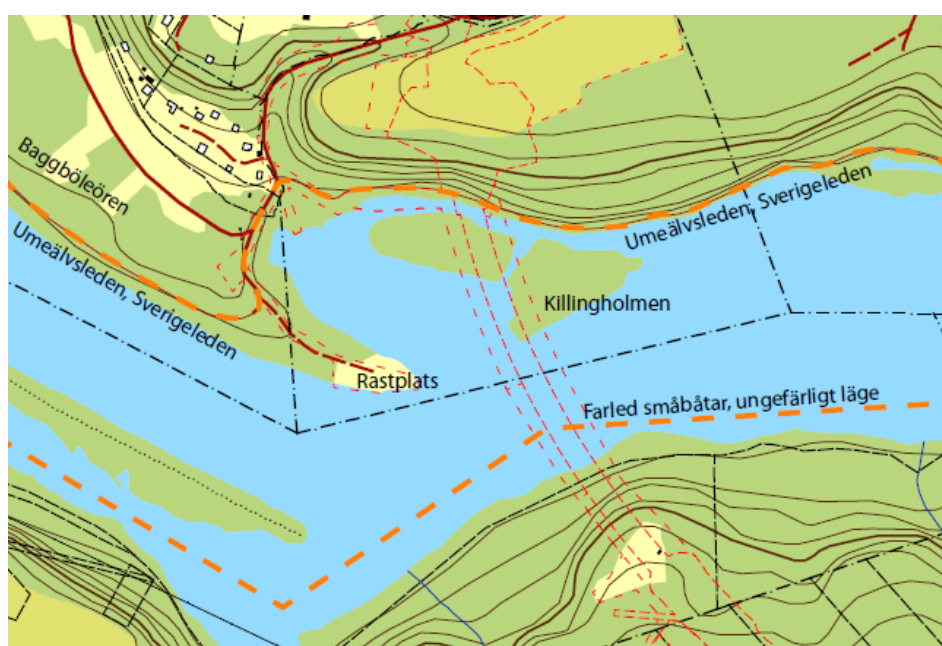 Baggböleören
Umeälvsleden, Sverigeleden
Umeälvsleden, Sverigeleden
Killingholmen
Rastplats
Farled småbåtar, ungefärligt läge